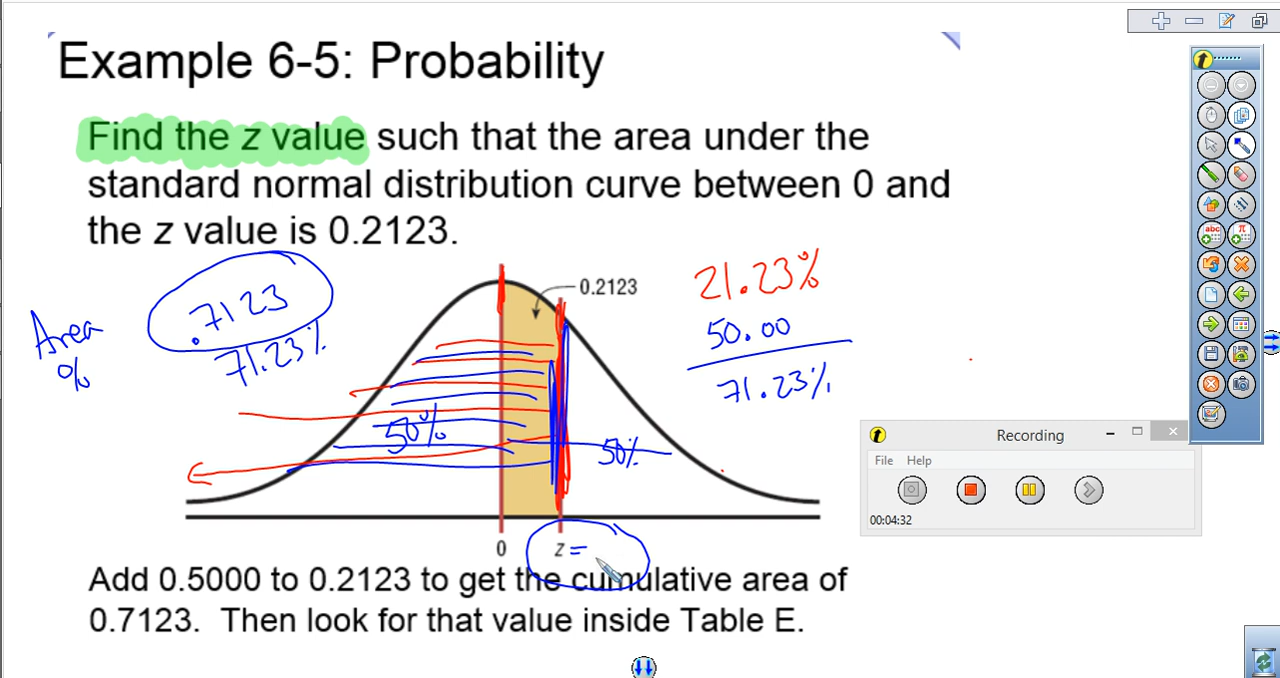 Example 6-5: Probability
Find the z value such that the area under the
standard normal distribution curve between 0 and
the z value is 0.2123.
.7123
71.23%
Area
%
0.2123
21.23%
50.00
71.23%
50%
50%
0
z =
Add 0.5000 to 0.2123 to get the cumulative area of
0.7123. Then look for that value inside Table E.
abc
π
Recording
File Help
00:04:32